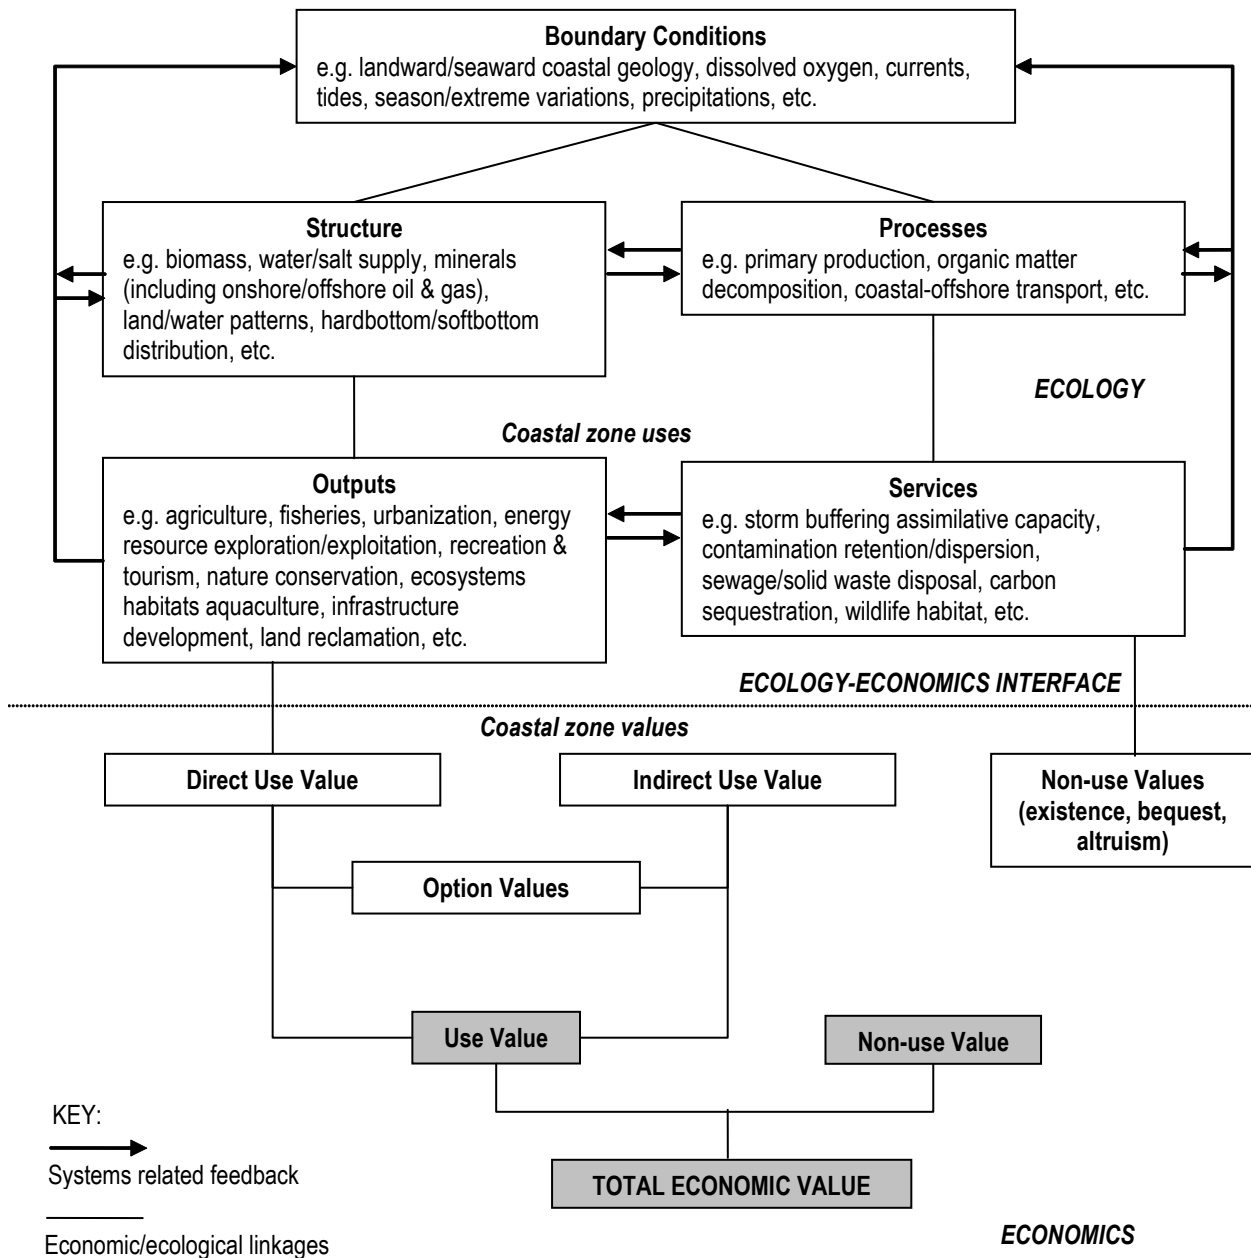 Boundary Conditions
e.g. landward/seaward coastal geology, dissolved oxygen, currents,
tides, season/extreme variations, precipitations, etc.
Structure
e.g. biomass, water/salt supply, minerals
(including onshore/offshore oil & gas),
land/water patterns, hardbottom/softbottom
distribution, etc.
Processes
e.g. primary production, organic matter
decomposition, coastal-offshore transport, etc.
ECOLOGY
Coastal zone uses
Outputs
e.g. agriculture, fisheries, urbanization, energy
resource exploration/exploitation, recreation &
tourism, nature conservation, ecosystems
habitats aquaculture, infrastructure
development, land reclamation, etc.
Services
e.g. storm buffering assimilative capacity,
contamination retention/dispersion,
sewage/solid waste disposal, carbon
sequestration, wildlife habitat, etc.
ECOLOGY-ECONOMICS INTERFACE
Coastal zone values
Direct Use Value
Indirect Use Value
Non-use Values
(existence, bequest,
altruism)
Option Values
Use Value
Non-use Value
KEY:
Systems related feedback
Economic/ecological linkages
TOTAL ECONOMIC VALUE
ECONOMICS